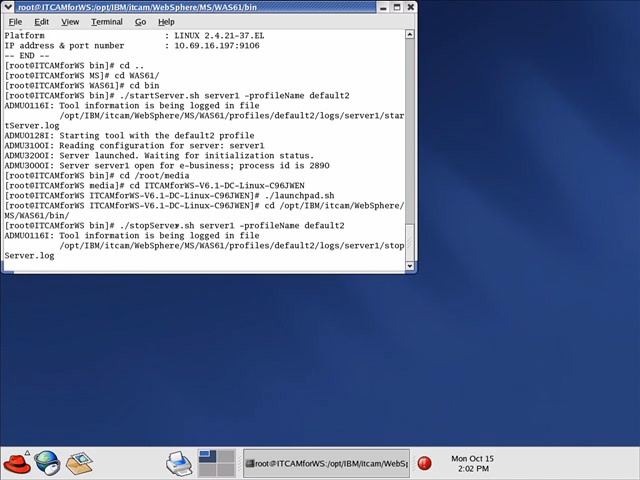 root@ITCAMforWS:/opt/IBM/itcam/WebSphere/MS/WAS61/bin
File Edit View Terminal Go Help
Platform : LINUX 2.4.21-37.EL
IP address & port number : 10.69.16.197:9106
-- END --
[root@ITCAMforWS bin]# cd ..
[root@ITCAMforWS MS]# cd WAS61/
[root@ITCAMforWS WAS61]# cd bin
[root@ITCAMforWS bin]# ./startServer.sh server1 -profileName default2
ADMU0116I: Tool information is being logged in file
/opt/IBM/itcam/WebSphere/MS/WAS61/profiles/default2/logs/server1/star
tServer.log
ADMU0128I: Starting tool with the default2 profile
ADMU3100I: Reading configuration for server: server1
ADMU3200I: Server launched. Waiting for initialization status.
ADMU3000I: Server server1 open for e-business; process id is 2890
[root@ITCAMforWS bin]# cd /root/media
[root@ITCAMforWS media]# cd ITCAMforWS-V6.1-DC-Linux-C96JWEN
[root@ITCAMforWS ITCAMforWS-V6.1-DC-Linux-C96JWEN]# ./launchpad.sh
[root@ITCAMforWS ITCAMforWS-V6.1-DC-Linux-C96JWEN]# cd /opt/IBM/itcam/WebSphere/
MS/WAS61/bin/
[root@ITCAMforWS bin]# ./stopServer.sh server1 -profileName default2
ADMU0116I: Tool information is being logged in file
/opt/IBM/itcam/WebSphere/MS/WAS61/profiles/default2/logs/server1/stop
Server.log
root@ITCAMforWS:/opt/IBM/itcam/WebSp
Mon Oct 15
2:02 PM